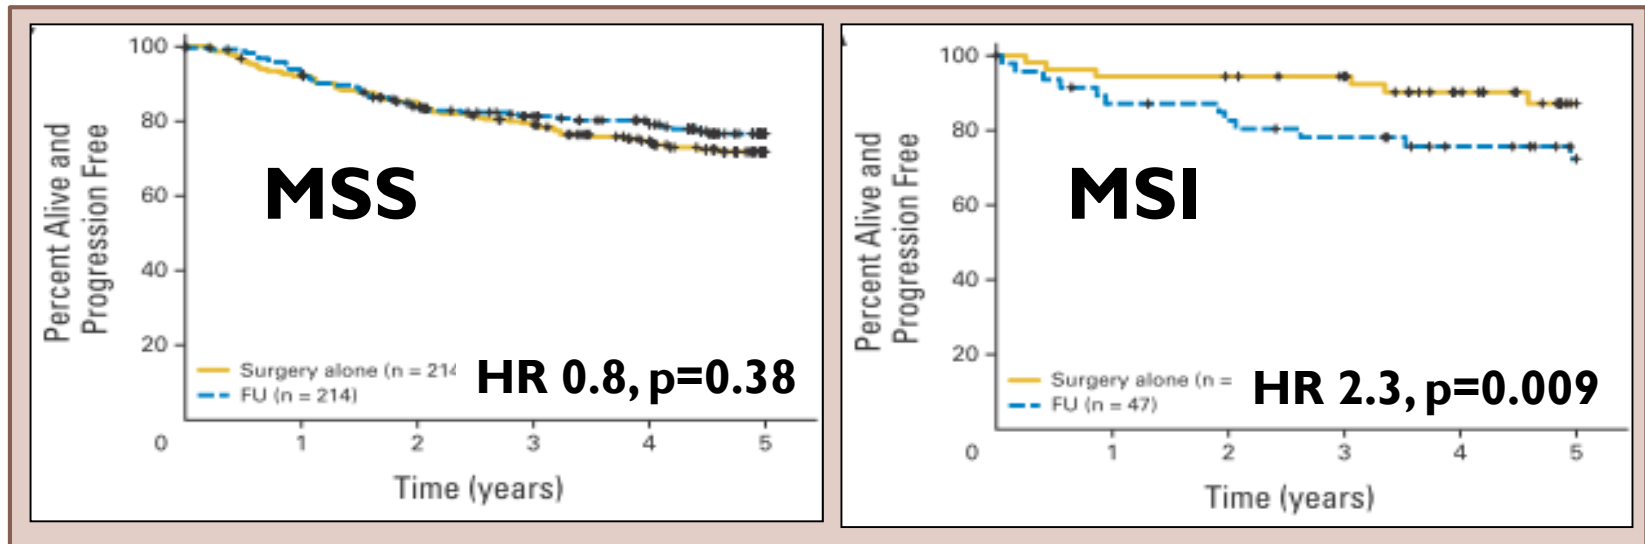 100
80
60
40
20
0
1
2
3
4
5
Percent Alive and
Progression Free
MSS
Surgery alone (n = 214
FU (n = 214)
HR 0.8, p=0.38
Time (years)
100
80
60
40
20
0
1
2
3
4
5
Percent Alive and
Progression Free
MSI
Surgery alone (n =
FU (n = 47)
HR 2.3, p=0.009
Time (years)